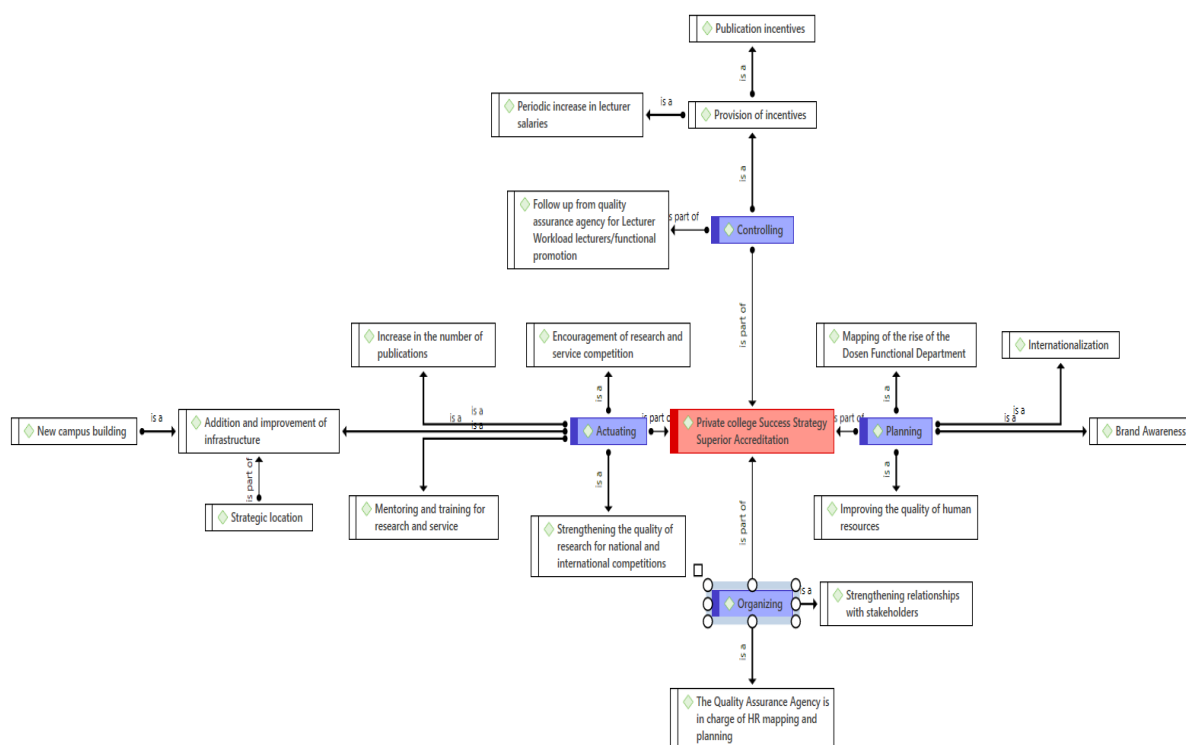 Publication incentives
is a
Periodic increase in lecturer
salaries
is a
Provision of incentives
is a
Follow up from quality
assurance agency for Lecturer
Workload lecturers/functional
promotion
is part of
Controlling
is part of
Increase in the number of
publications
Encouragement of research and
service competition
Mapping of the rise of the
Dosen Functional Department
Internationalization
is a
is a
New campus building
is a
Addition and improvement of
infrastructure
is a
is a
is a
Actuating
is part of
Private college Success Strategy
Superior Accreditation
is part of
Planning
is a
is a
Brand Awareness
is part of
Strategic location
Mentoring and training for
research and service
is a
Strengthening the quality of
research for national and
international competitions
is part of
is a
Improving the quality of human
resources
Organizing
is a
Strengthening relationships
with stakeholders
is a
The Quality Assurance Agency is
in charge of HR mapping and
planning